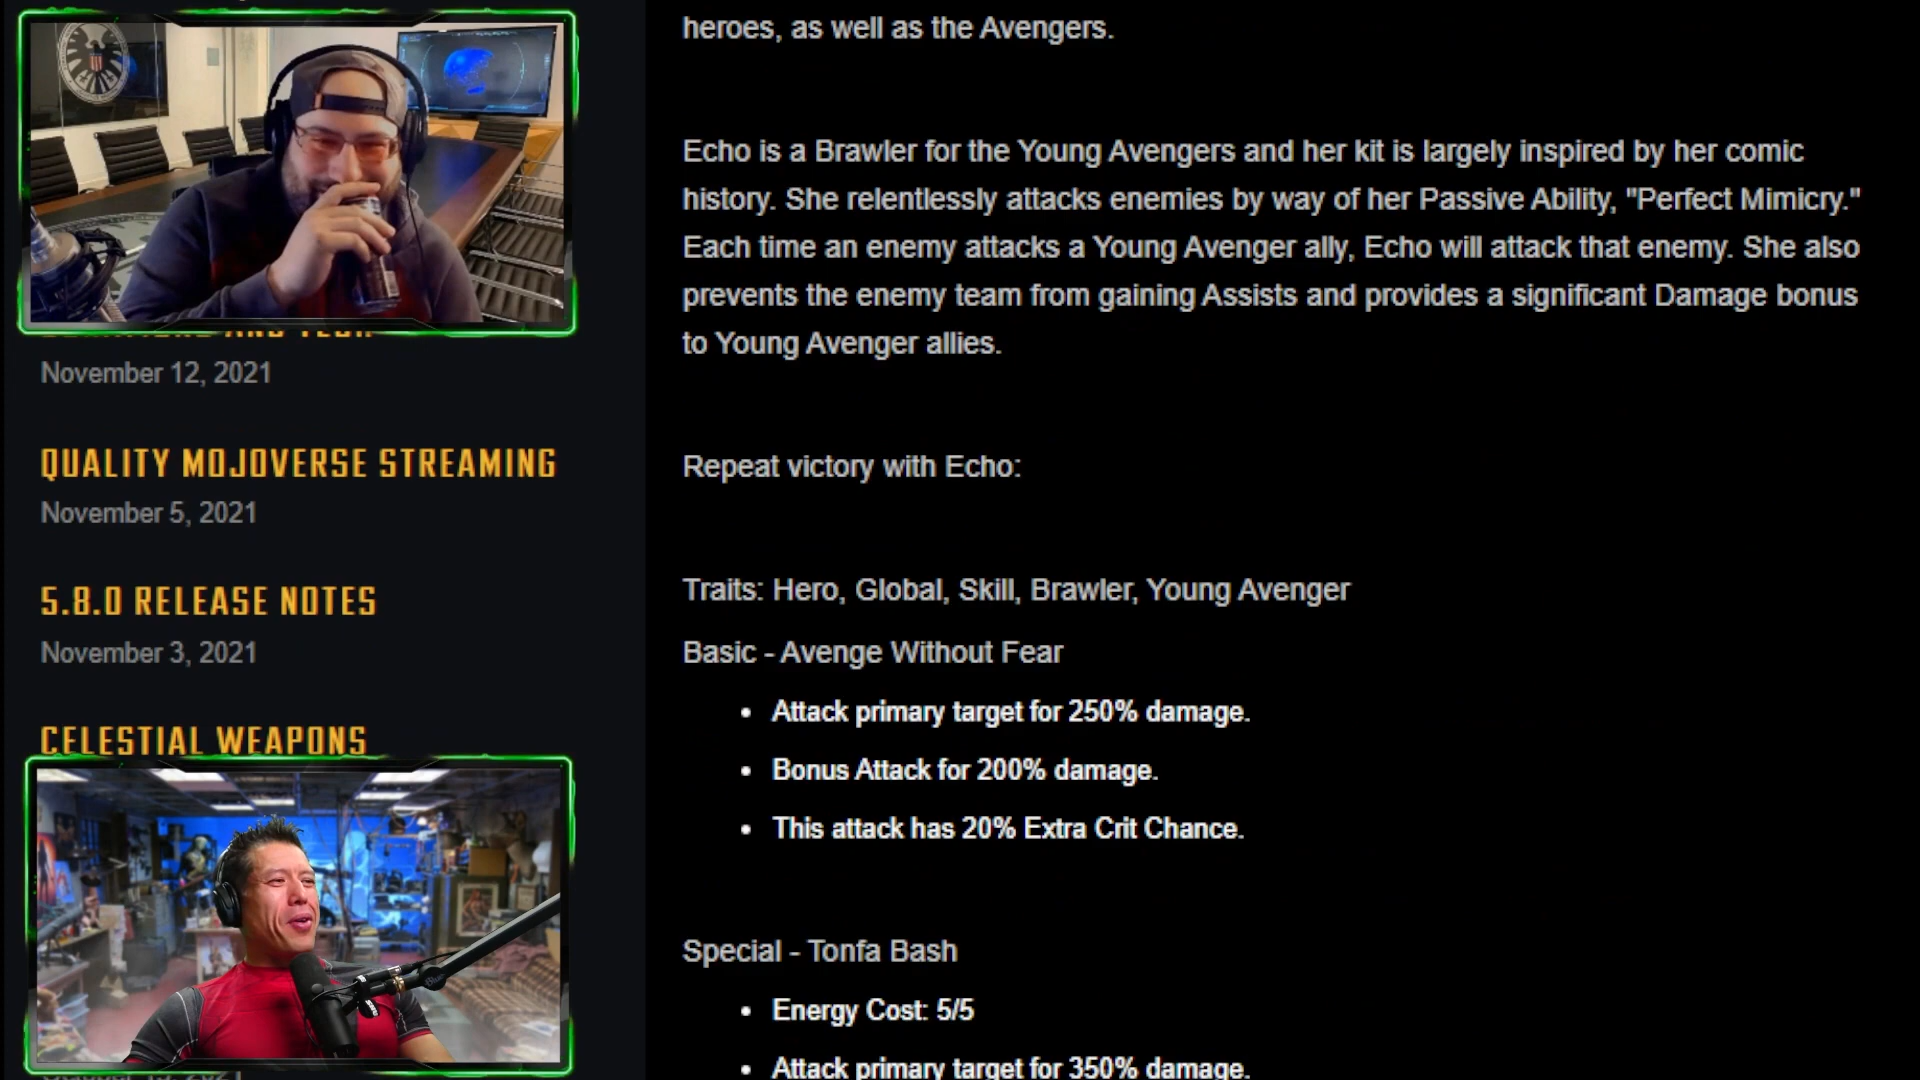 November 12, 2021
QUALITY MOJOVERSE STREAMING
November 5, 2021
5.8.0 RELEASE NOTES
November 3, 2021
CELESTIAL WEAPONS
heroes, as well as the Avengers.
Echo is a Brawler for the Young Avengers and her kit is largely inspired by her comic
history. She relentlessly attacks enemies by way of her Passive Ability, "Perfect Mimicry."
Each time an enemy attacks a Young Avenger ally, Echo will attack that enemy. She also
prevents the enemy team from gaining Assists and provides a significant Damage bonus
to Young Avenger allies.
Repeat victory with Echo:
Traits: Hero, Global, Skill, Brawler, Young Avenger
Basic - Avenge Without Fear
• Attack primary target for 250% damage.
• Bonus Attack for 200% damage.
• This attack has 20% Extra Crit Chance.
Special - Tonfa Bash
• Energy Cost: 5/5
• Attack primary target for 350% damage.